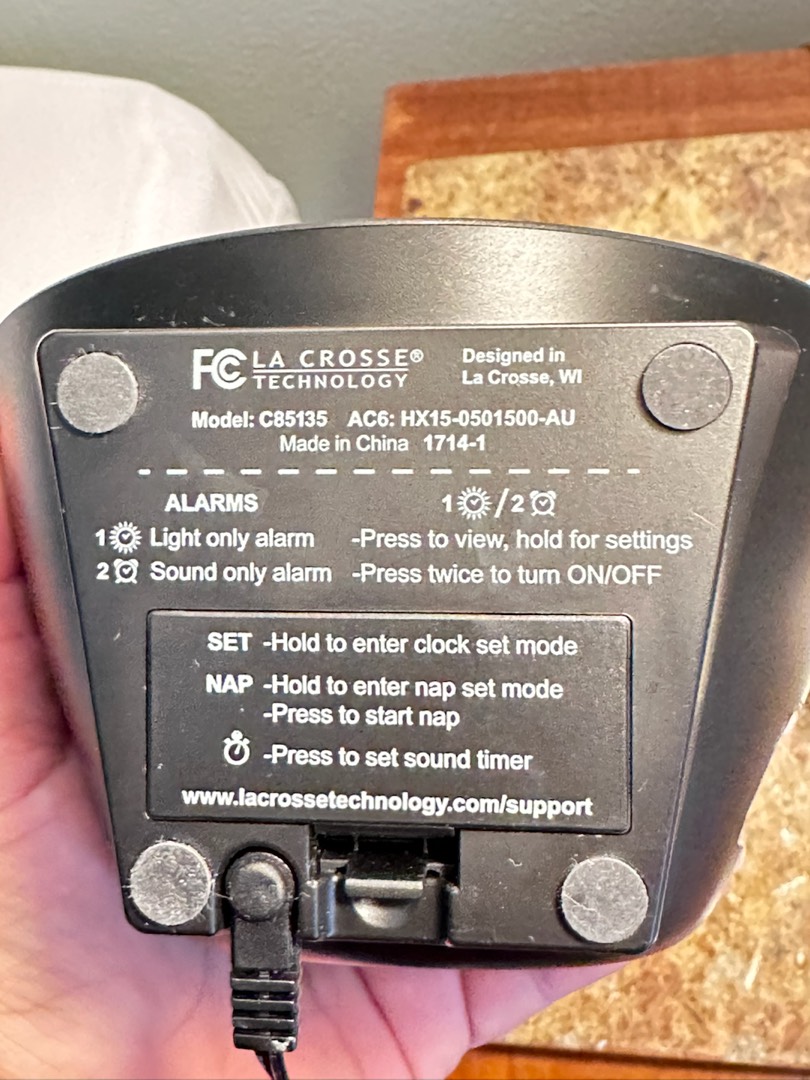 FC LA CROSSE® TECHNOLOGY
Designed in
La Crosse, WI
Model: C85135 AC6: HX15-0501500-AU
Made in China 1714-1
ALARMS
1 Light only alarm
2 Sound only alarm
1 / 2
-Press to view, hold for settings
-Press twice to turn ON/OFF
SET -Hold to enter clock set mode
NAP -Hold to enter nap set mode
-Press to start nap
-Press to set sound timer
www.lacrossetechnology.com/support